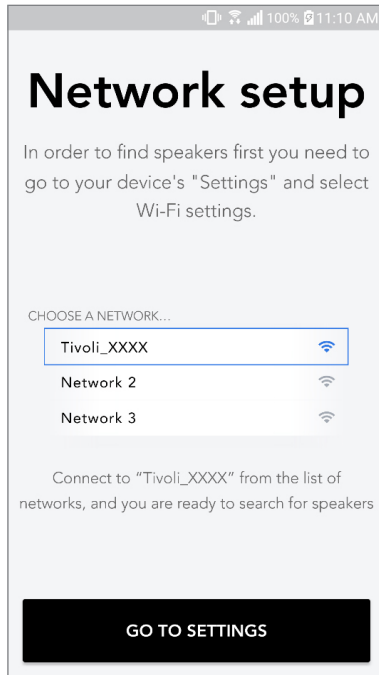 100% 11:10 AM
Network setup
In order to find speakers first you need to
go to your device's "Settings" and select
Wi-Fi settings.
CHOOSE A NETWORK...
Tivoli_XXXX
Network 2
Network 3
Connect to “Tivoli_XXXX” from the list of
networks, and you are ready to search for speakers
GO TO SETTINGS